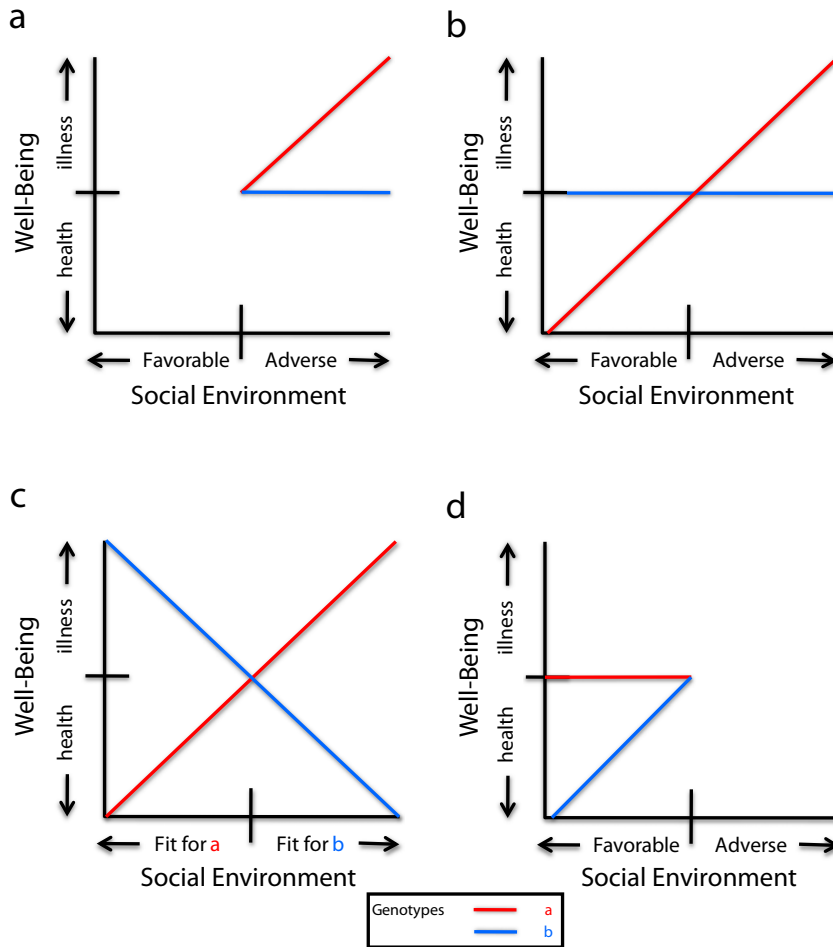 a
illness
Well-Being
health
Favorable Adverse
Social Environment
b
illness
Well-Being
health
Favorable Adverse
Social Environment
c
illness
Well-Being
health
Fit for a Fit for b
Social Environment
d
illness
Well-Being
health
Favorable Adverse
Social Environment
Genotypes a
b